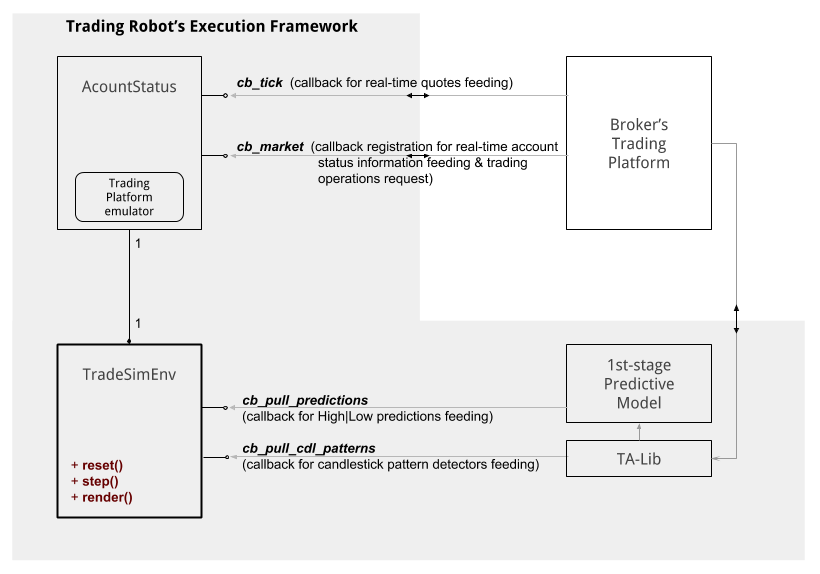 Trading Robot's Execution Framework
AcountStatus
cb_tick (callback for real-time quotes feeding)
Broker's
Trading
Platform
cb_market (callback registration for real-time account
status information feeding & trading
operations request)
Trading
Platform
emulator
1
1
TradeSimEnv
1st-stage
Predictive
Model
cb_pull_predictions
(callback for High|Low predictions feeding)
cb_pull_cdl_patterns
(callback for candlestick pattern detectors feeding)
TA-Lib
+ reset()
+ step()
+ render()